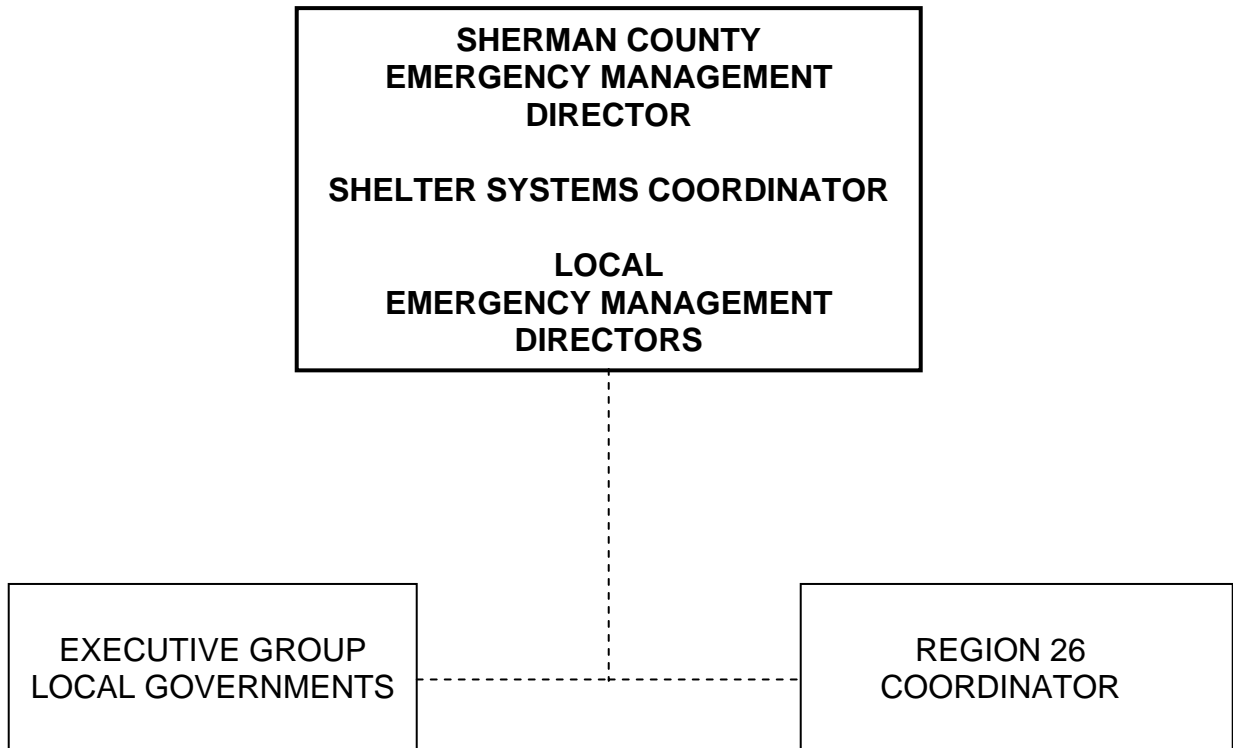 SHERMAN COUNTY
EMERGENCY MANAGEMENT
DIRECTOR
SHELTER SYSTEMS COORDINATOR
LOCAL
EMERGENCY MANAGEMENT
DIRECTORS
EXECUTIVE GROUP
LOCAL GOVERNMENTS
REGION 26
COORDINATOR